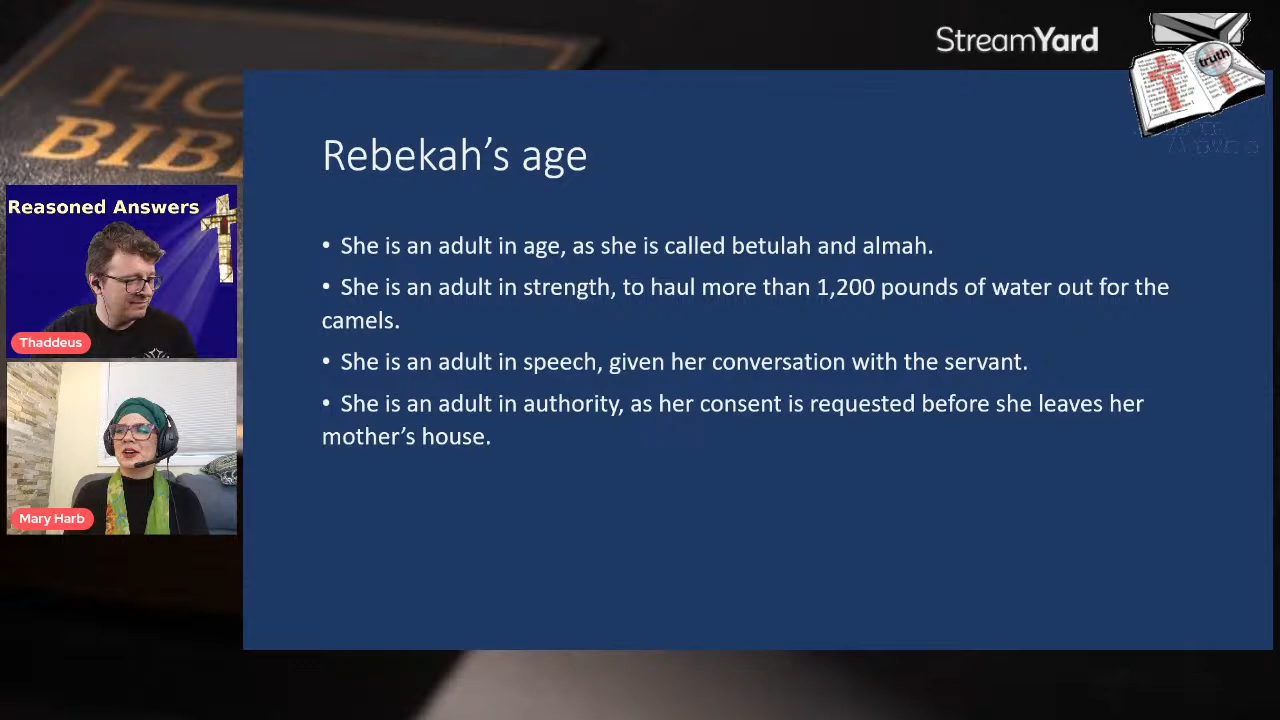 StreamYard
truth
HO
BIB
Rebekah's age
• She is an adult in age, as she is called betulah and almah.
• She is an adult in strength, to haul more than 1,200 pounds of water out for the
camels.
• She is an adult in speech, given her conversation with the servant.
• She is an adult in authority, as her consent is requested before she leaves her
mother's house.
Reasoned Answers
Thaddeus
Mary Harb